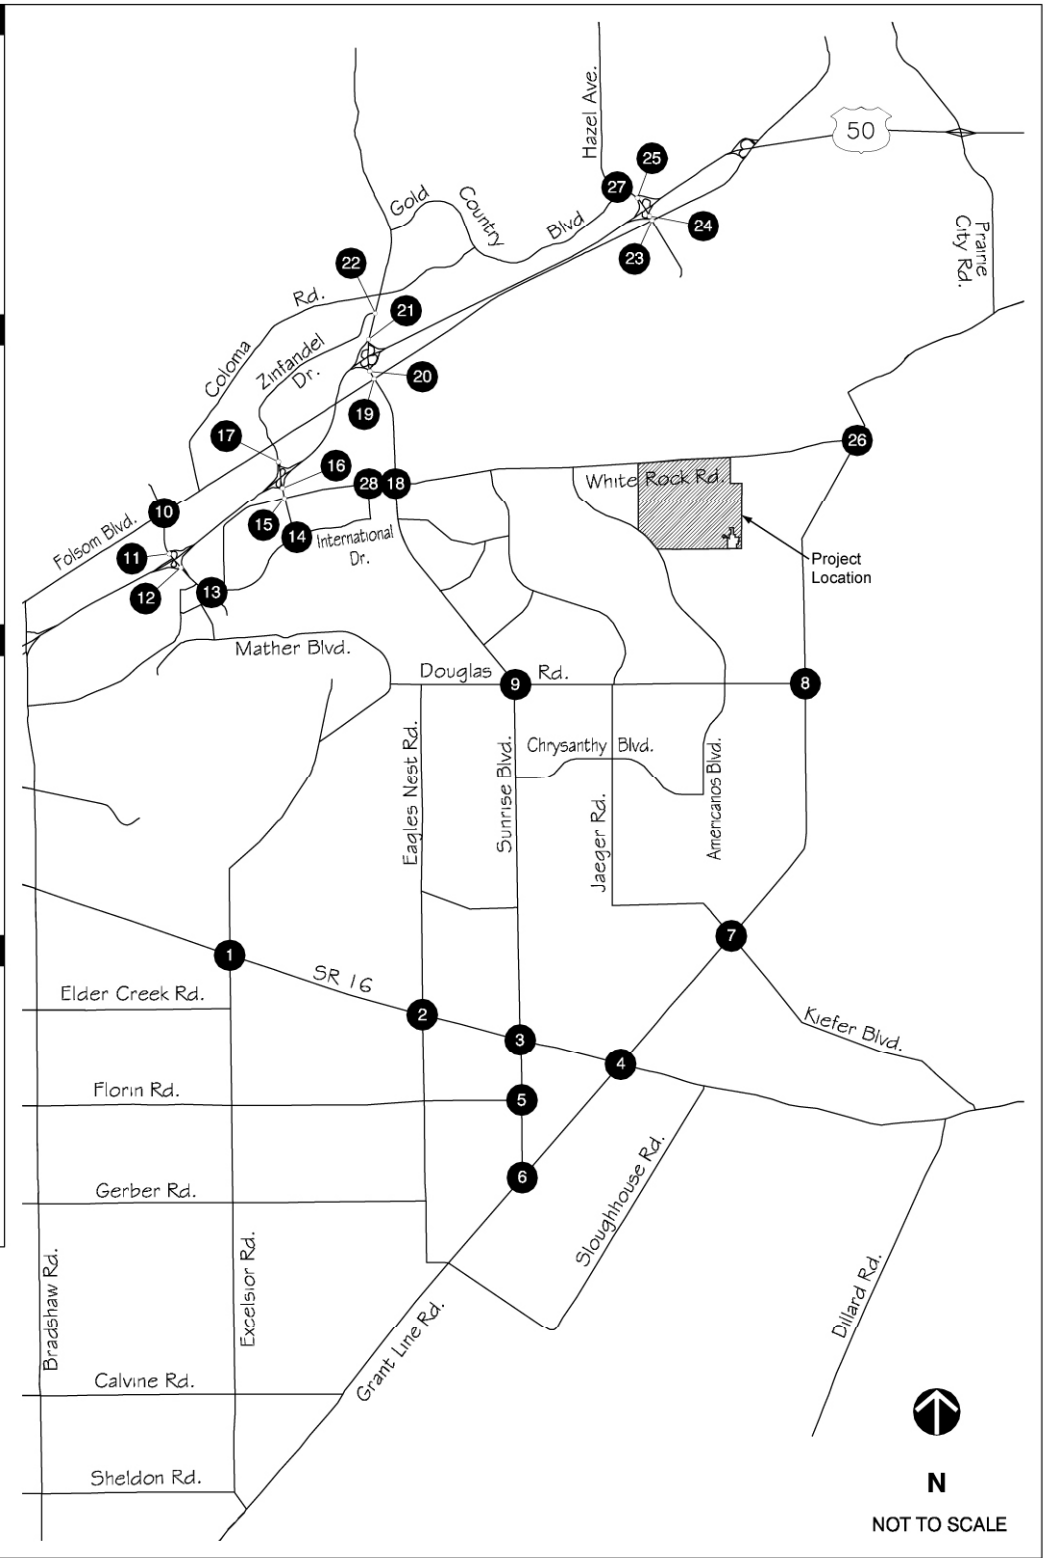 Hazel Ave.
50
25
27
Gold
Country
Blvd
24
23
Prairie
City Rd.
22
Rd.
21
Coloma
Zinfandel
Dr.
20
19
17
16
26
28
18
White Rock Rd.
10
15
14
Folsom Blvd.
International
Dr.
11
Project
Location
12
13
Mather Blvd.
Douglas
Rd.
9
8
Eagles Nest Rd.
Sunrise Blvd.
Chrysanthy Blvd.
Jaeger Rd.
Americanos Blvd.
7
1
SR 16
Elder Creek Rd.
2
Kiefer Blvd.
3
4
Florin Rd.
5
6
Gerber Rd.
Sloughhouse Rd.
Bradshaw Rd.
Excelsior Rd.
Dillard Rd.
Grant Line Rd.
Calvine Rd.
Sheldon Rd.
N
NOT TO SCALE